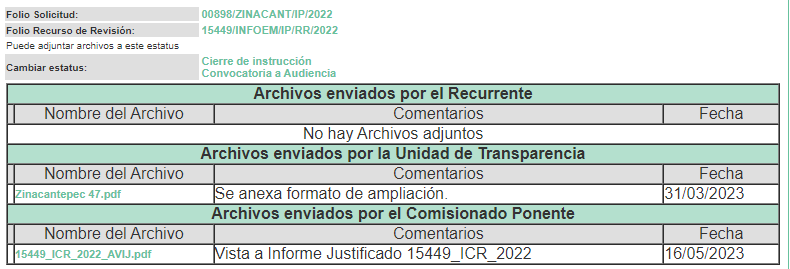 Folio Solicitud: 00898/ZINACANT/IP/2022
Folio Recurso de Revisión: 15449/INFOEM/IP/RR/2022
Puede adjuntar archivos a este estatus
Cambiar estatus: Cierre de instrucción
Convocatoria a Audiencia
Archivos enviados por el Recurrente
Nombre del Archivo Comentarios Fecha
No hay Archivos adjuntos
Archivos enviados por la Unidad de Transparencia
Nombre del Archivo Comentarios Fecha
Zinacantepec 47.pdf Se anexa formato de ampliación. 31/03/2023
Archivos enviados por el Comisionado Ponente
Nombre del Archivo Comentarios Fecha
15449_ICR_2022_AVIJ.pdf Vista a Informe Justificado 15449_ICR_2022 16/05/2023